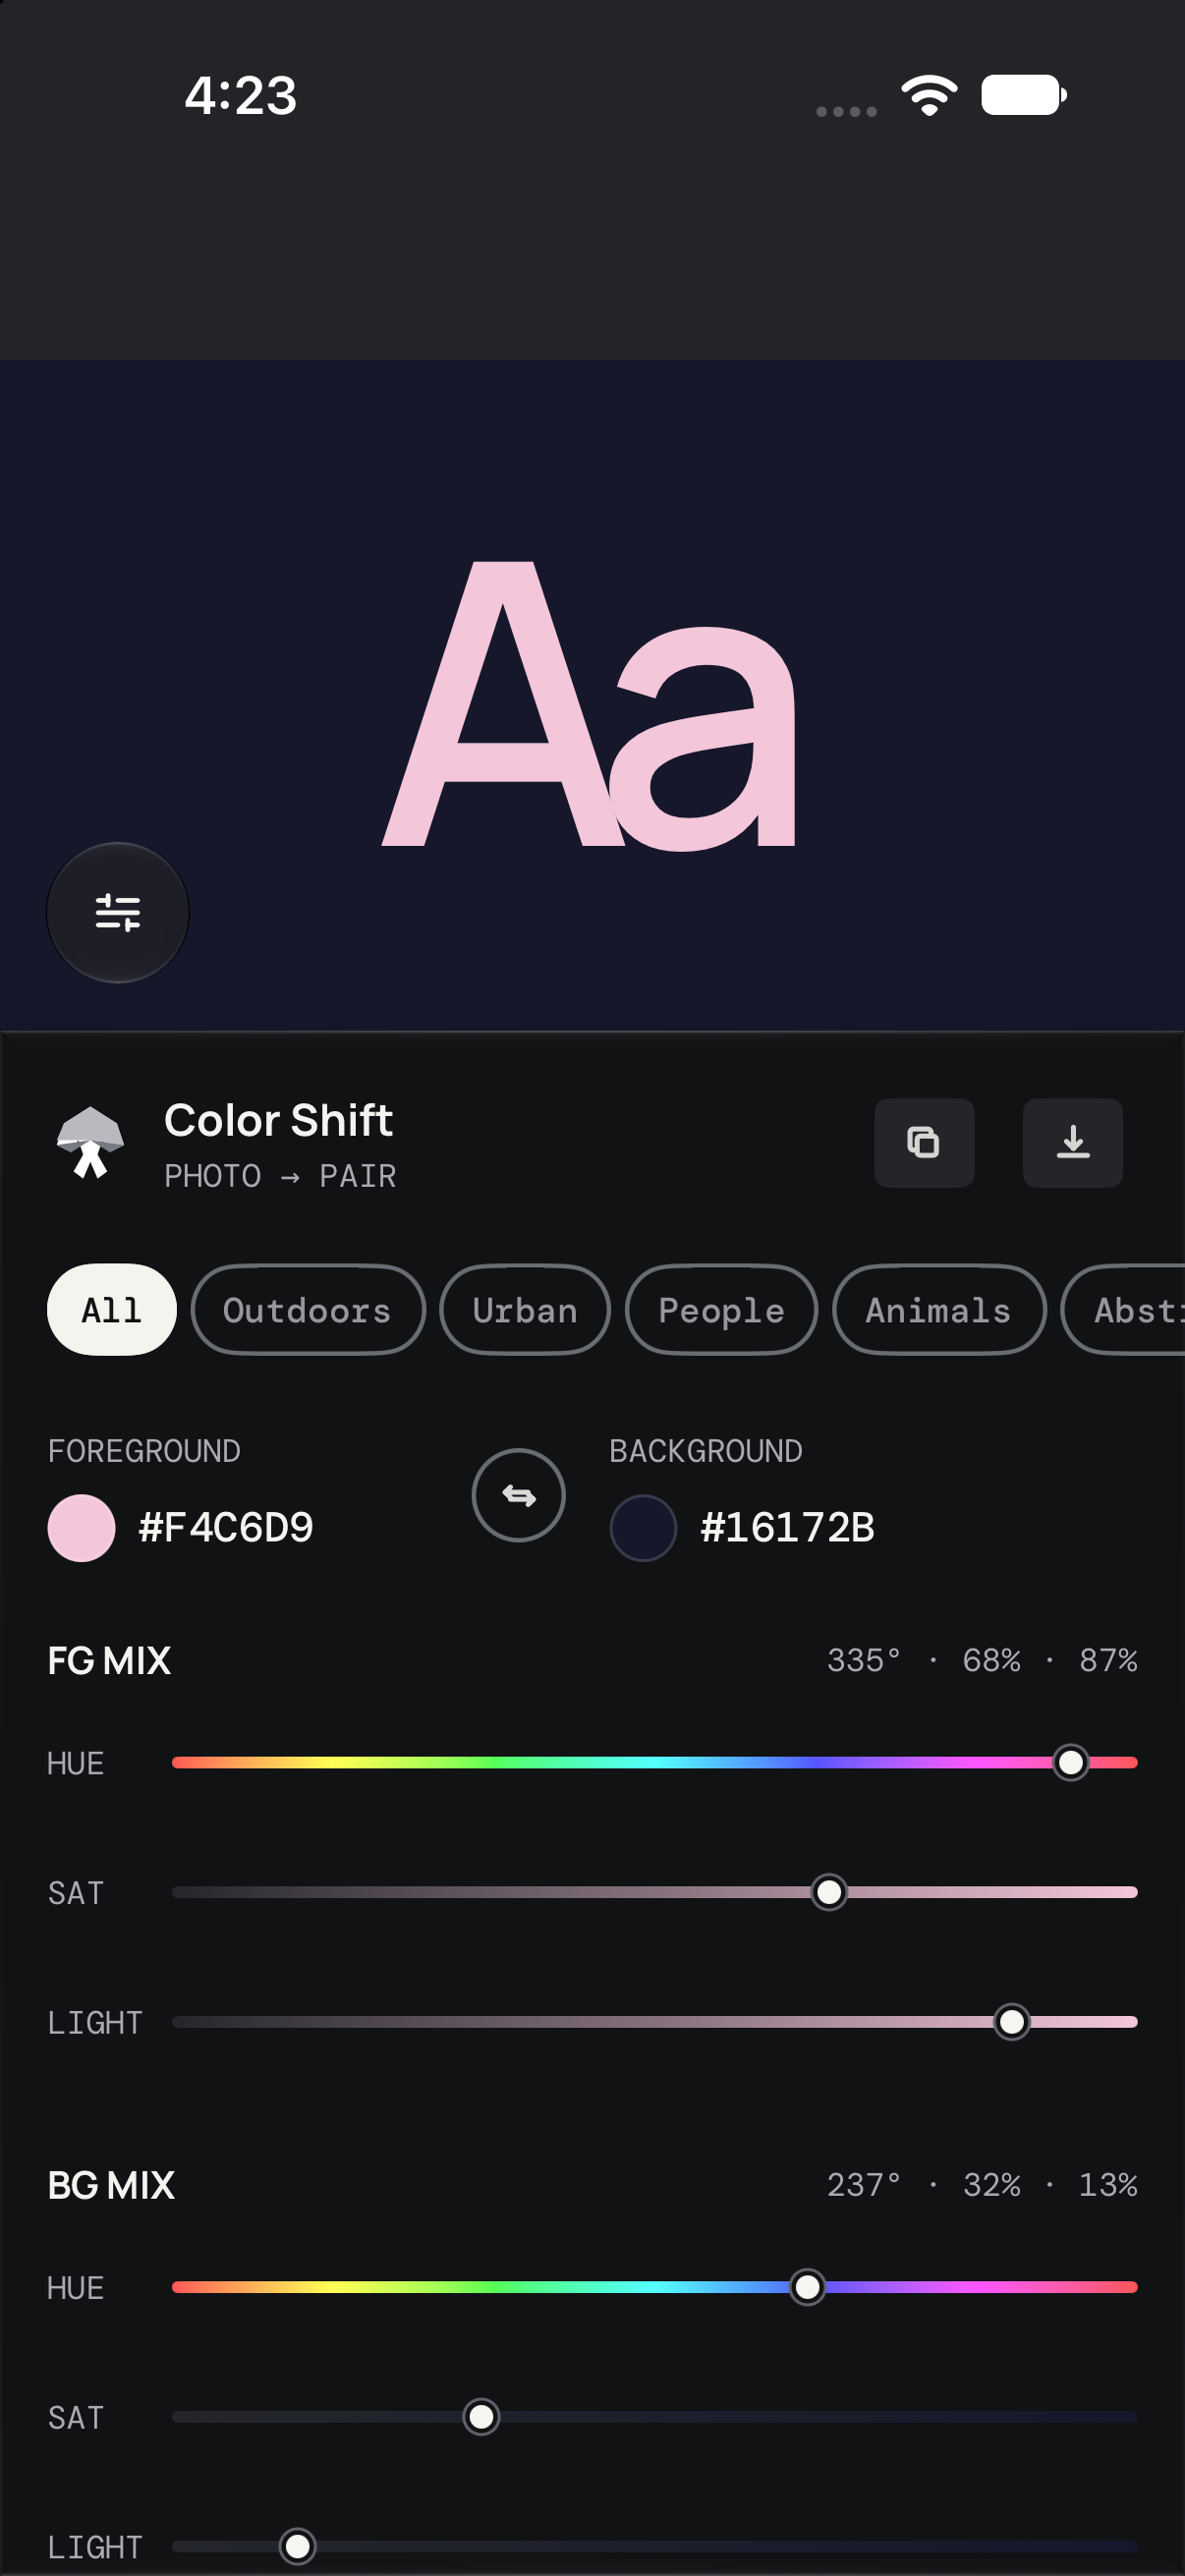 4:23
Aa
Color Shift
PHOTO → PAIR
All Outdoors Urban People Animals
FOREGROUND BACKGROUND
#F4C6D9 #16172B
FG MIX 335° · 68% · 87%
HUE
SAT
LIGHT
BG MIX 237° · 32% · 13%
HUE
SAT
LIGHT